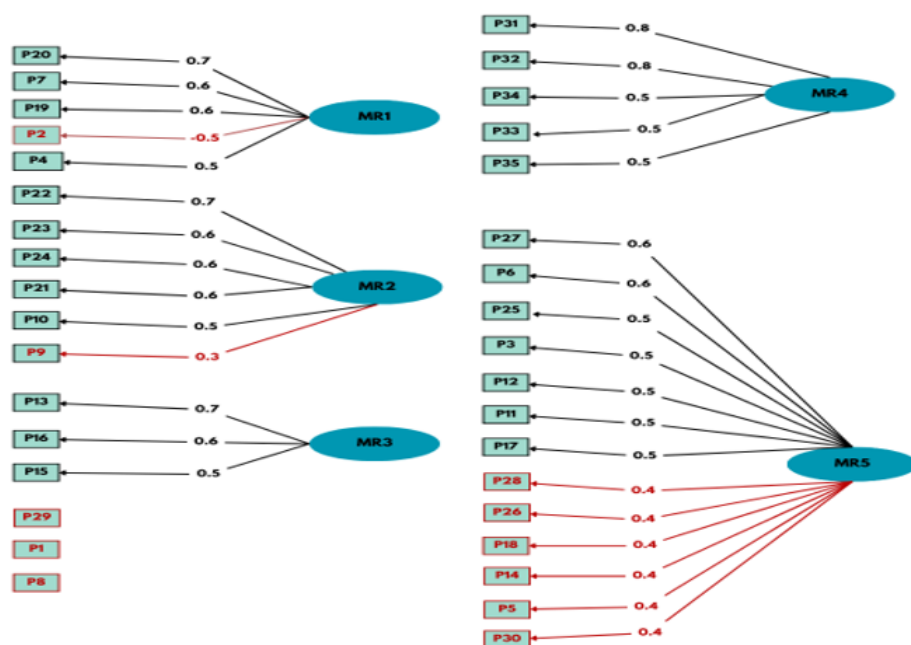 P20 0.7
P7 0.6
P19 0.6
P2 -0.5
P4 0.5
MR1
P22 0.7
P23 0.6
P24 0.6
P21 0.6
P10 0.5
P9 0.3
MR2
P13 0.7
P16 0.6
P15 0.5
MR3
P29
P1
P8
P31 0.8
P32 0.8
P34 0.5
P33 0.5
P35 0.5
MR4
P27 0.6
P6 0.6
P25 0.5
P3 0.5
P12 0.5
P11 0.5
P17 0.5
P28 0.4
P26 0.4
P18 0.4
P14 0.4
P5 0.4
P30 0.4
MR5